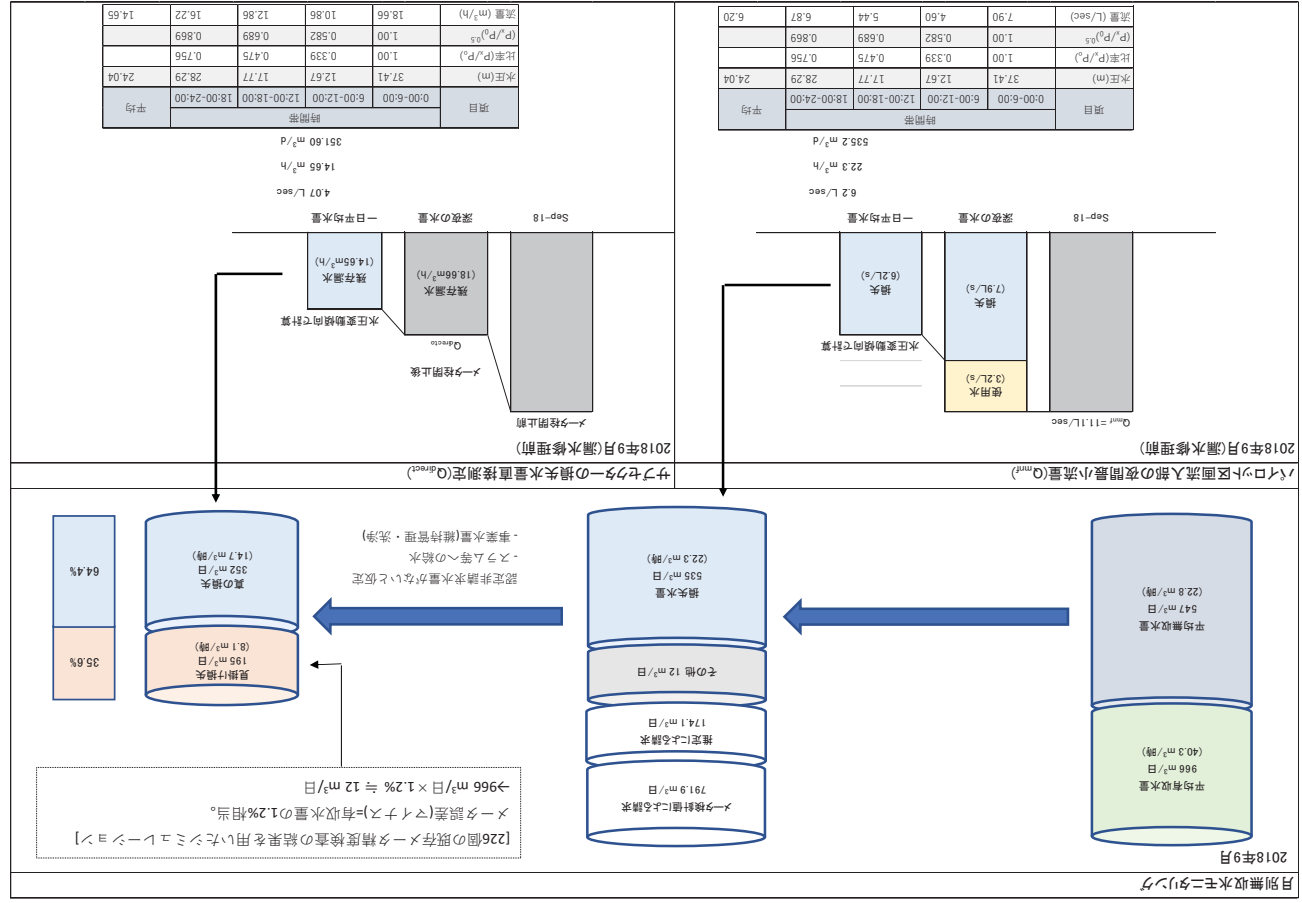 月別無収水モニタリング
2018年9月
平均有収水量
966 m³/日
(40.3 m³/時)
平均無収水量
547 m³/日
(22.8 m³/時)
メータ検針値による請求
791.9 m³/日
推定による請求
174.1 m³/日
その他 12 m³/日
損失水量
535 m³/日
(22.3 m³/時)
[226個の既存メータ精度検査の結果を用いたシミュレーション]
メータ誤差(マイナス)=有収水量の1.2%相当。
→966 m³/日×1.2% ≒ 12 m³/日
認定非請求水量がないと仮定
- スラム等への給水
- 事業水量(維持管理・洗浄)
見掛け損失
195 m³/日
(8.1 m³/時)
真の損失
352 m³/日
(14.7 m³/時)
35.6%
64.4%
パイロット区画流入部の夜間最小流量(Qmnf)
2018年9月(漏水修理前)
Qmnf =11.1L/sec
使用水
(3.2L/s)
水圧変動傾向で計算
損失
(7.9L/s)
損失
(6.2L/s)
Sep-18 深夜の水量 一日平均水量
6.2 L/sec
22.3 m³/h
535.2 m³/d
項目 時間帯 平均
0:00-6:00 6:00-12:00 12:00-18:00 18:00-24:00
水圧(m) 37.41 12.67 17.77 28.29 24.04
比率(Px/P0) 1.00 0.339 0.475 0.756
(Px/P0)0.5 1.00 0.582 0.689 0.869
流量 (L/sec) 7.90 4.60 5.44 6.87 6.20
サブセクターの損失水量直接測定(Qdirect)
2018年9月(漏水修理前)
メータ栓閉止前
メータ栓閉止後
Qdirecto
水圧変動傾向で計算
残存漏水
(18.66m³/h)
残存漏水
(14.65m³/h)
Sep-18 深夜の水量 一日平均水量
4.07 L/sec
14.65 m³/h
351.60 m³/d
項目 時間帯 平均
0:00-6:00 6:00-12:00 12:00-18:00 18:00-24:00
水圧(m) 37.41 12.67 17.77 28.29 24.04
比率(Px/P0) 1.00 0.339 0.475 0.756
(Px/P0)0.5 1.00 0.582 0.689 0.869
流量 (m³/h) 18.66 10.86 12.86 16.22 14.65